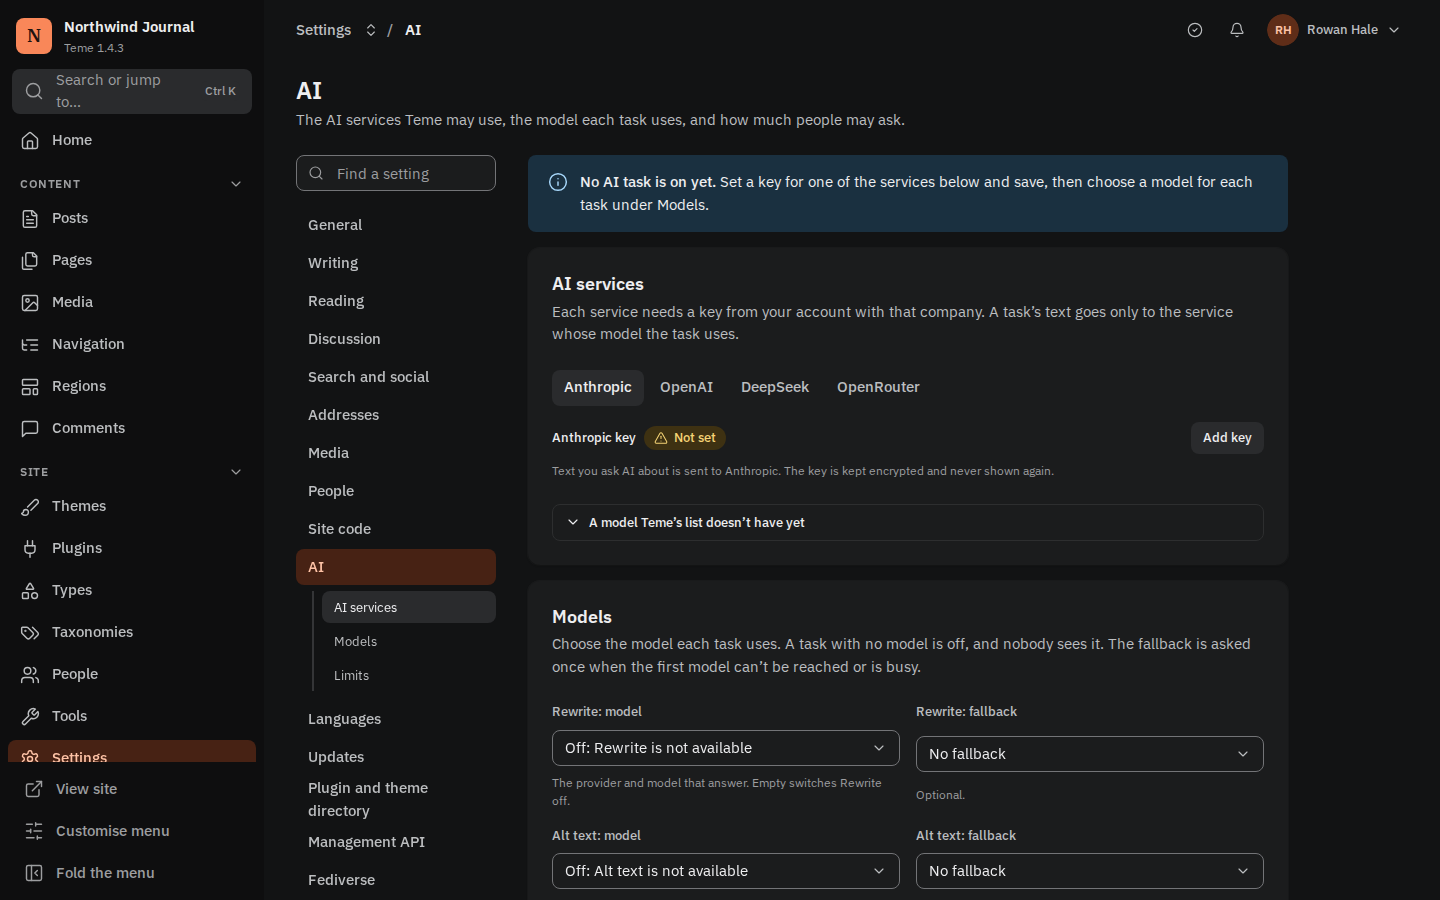 N
Northwind Journal
Teme 1.4.3
Search or jump
to...
Ctrl K
Home
CONTENT
Posts
Pages
Media
Navigation
Regions
Comments
SITE
Themes
Plugins
Types
Taxonomies
People
Tools
Settings
View site
Customise menu
Fold the menu
Settings / AI
RH
Rowan Hale
AI
The AI services Teme may use, the model each task uses, and how much people may ask.
Find a setting
General
Writing
Reading
Discussion
Search and social
Addresses
Media
People
Site code
AI
AI services
Models
Limits
Languages
Updates
Plugin and theme
directory
Management API
Fediverse
No AI task is on yet. Set a key for one of the services below and save, then choose a model for each
task under Models.
AI services
Each service needs a key from your account with that company. A task’s text goes only to the service
whose model the task uses.
Anthropic
OpenAI
DeepSeek
OpenRouter
Anthropic key
Not set
Add key
Text you ask AI about is sent to Anthropic. The key is kept encrypted and never shown again.
A model Teme’s list doesn’t have yet
Models
Choose the model each task uses. A task with no model is off, and nobody sees it. The fallback is asked
once when the first model can’t be reached or is busy.
Rewrite: model
Rewrite: fallback
Off: Rewrite is not available
No fallback
The provider and model that answer. Empty switches Rewrite
off.
Optional.
Alt text: model
Alt text: fallback
Off: Alt text is not available
No fallback